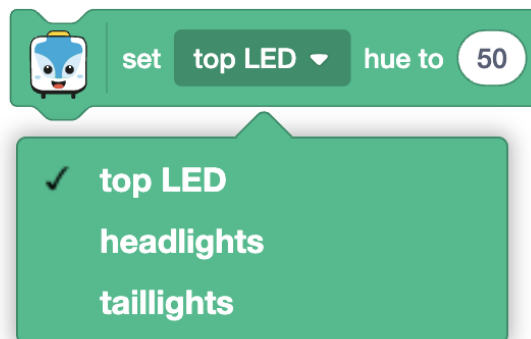 set top LED hue to 50
top LED
headlights
taillights